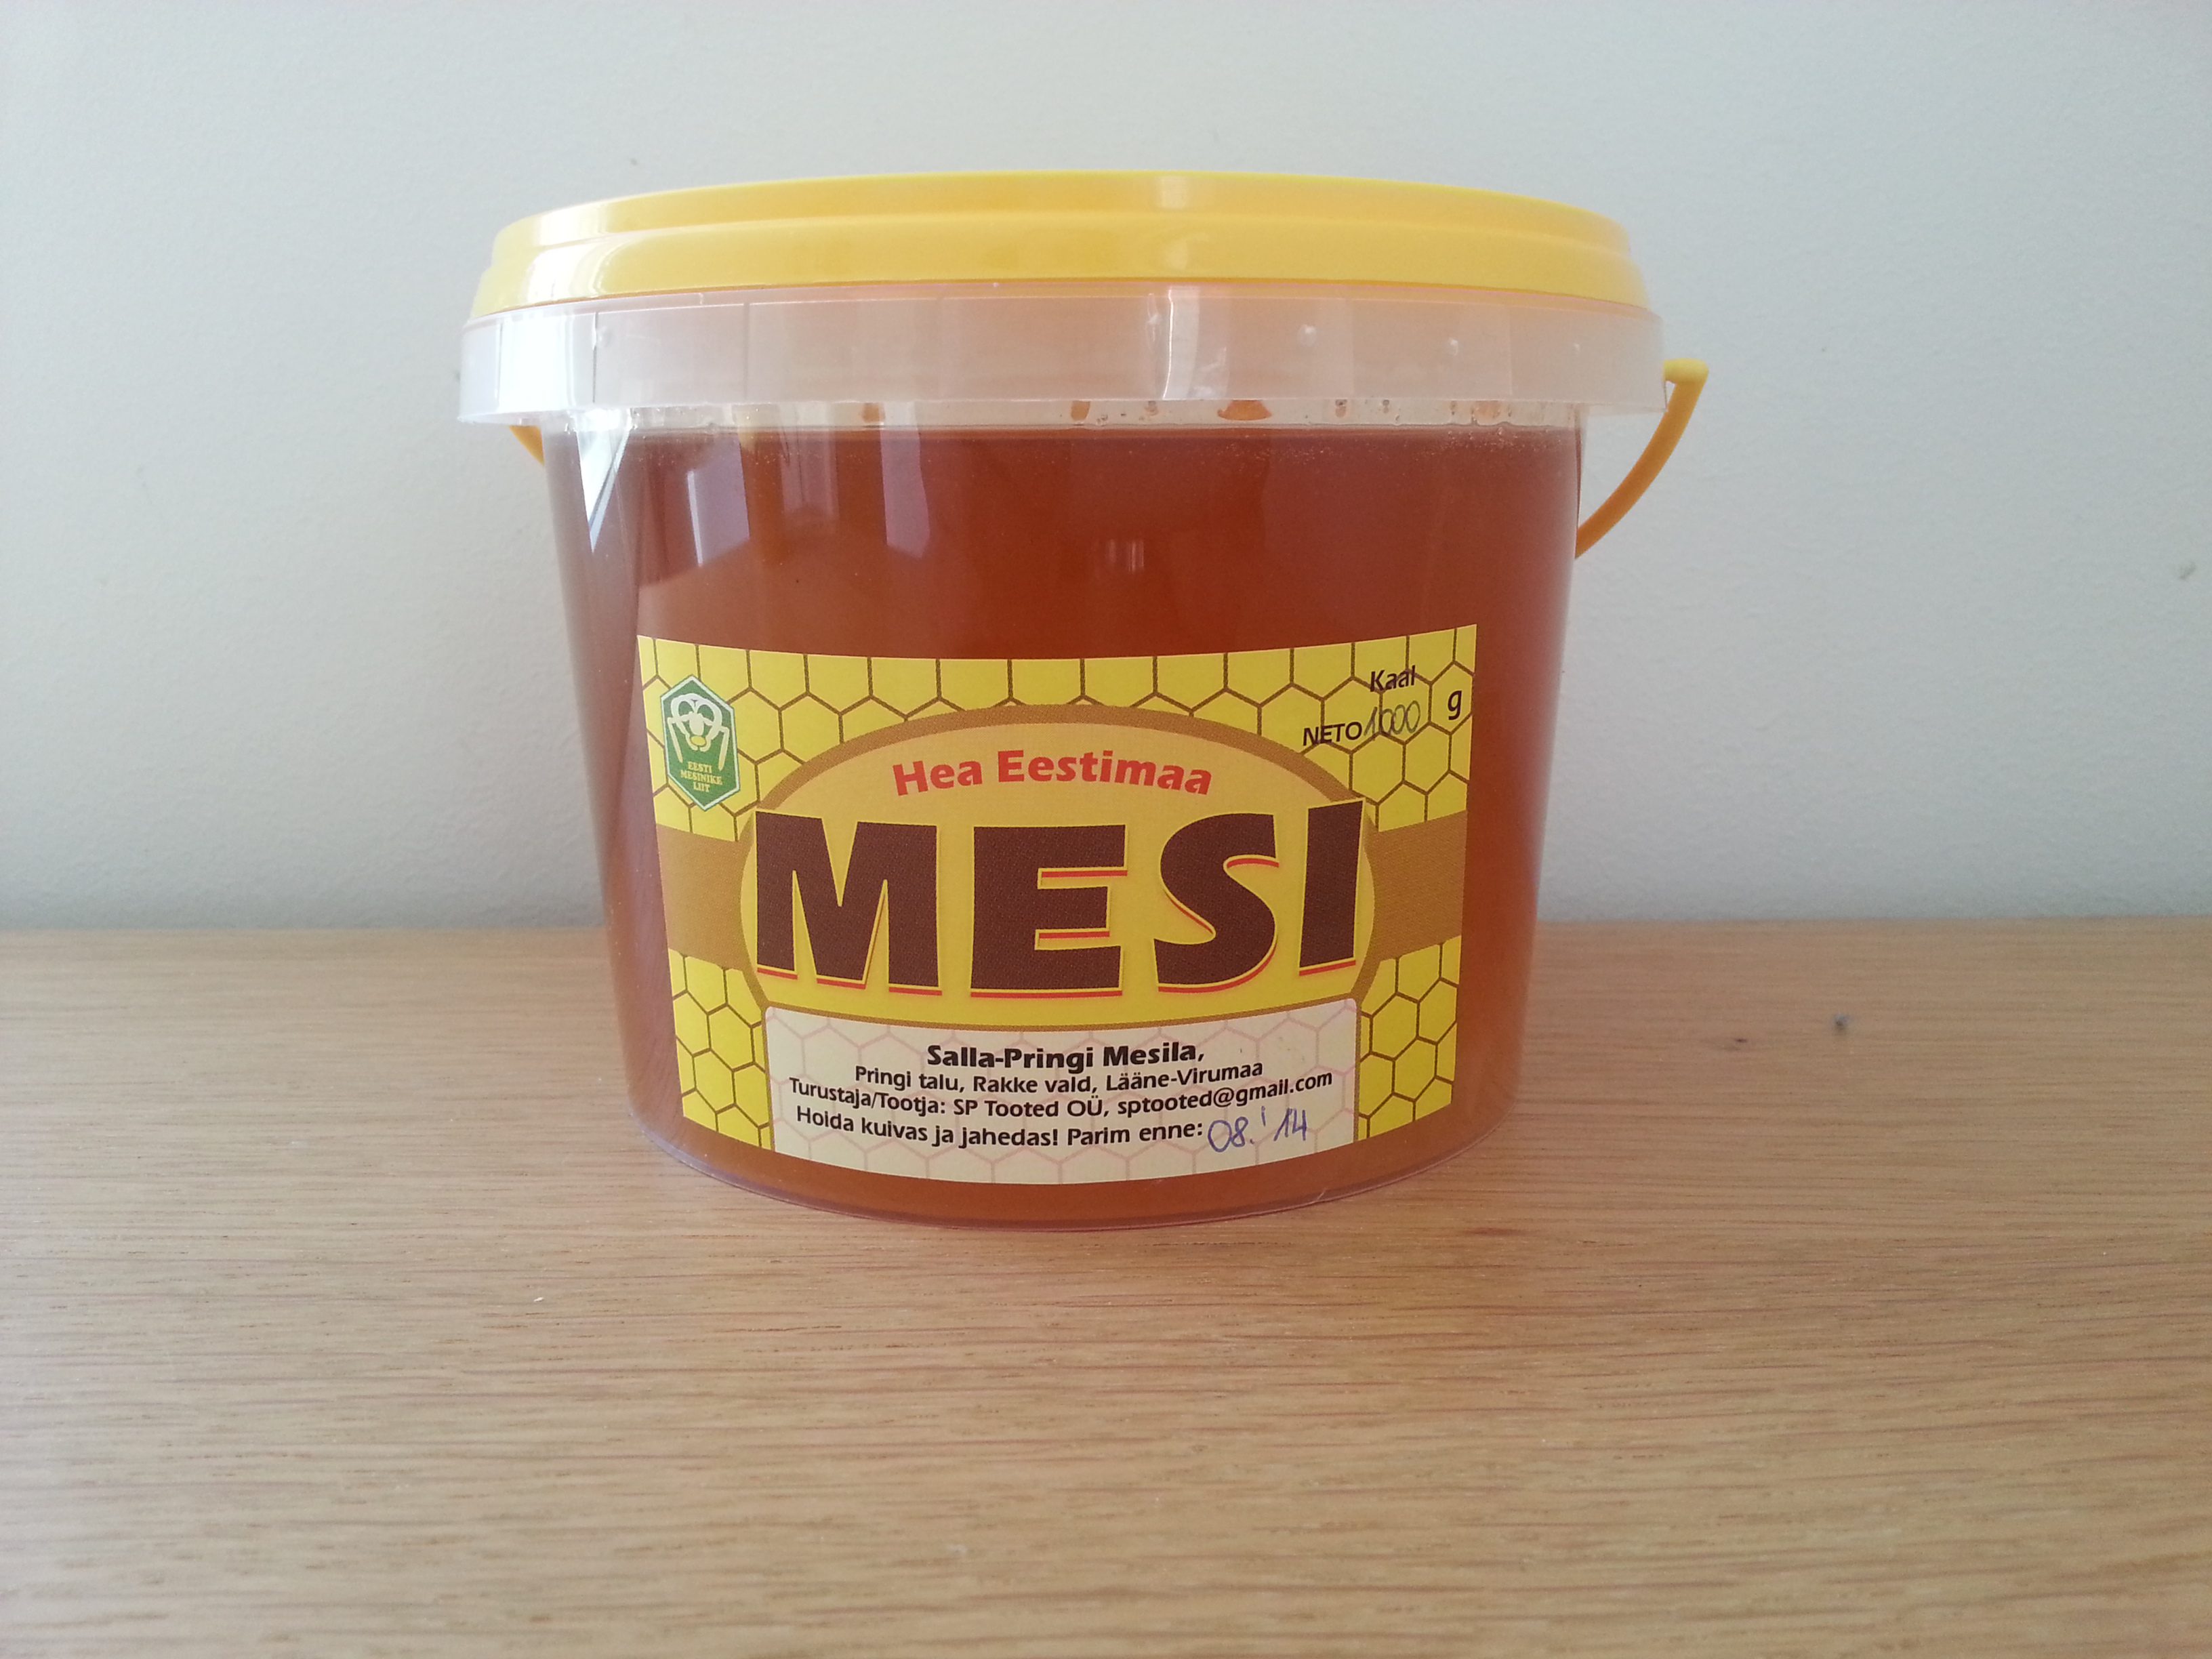 EESTI
MESINIKE
LIIT
Kaal
NETO 1000 g
Hea Eestimaa
MESI
Salla-Pringi Mesila,
Pringi talu, Rakke vald, Lääne-Virumaa
Turustaja/Tootja: SP Tooted OÜ, sptooted@gmail.com
Hoida kuivas ja jahedas! Parim enne: 08.'14